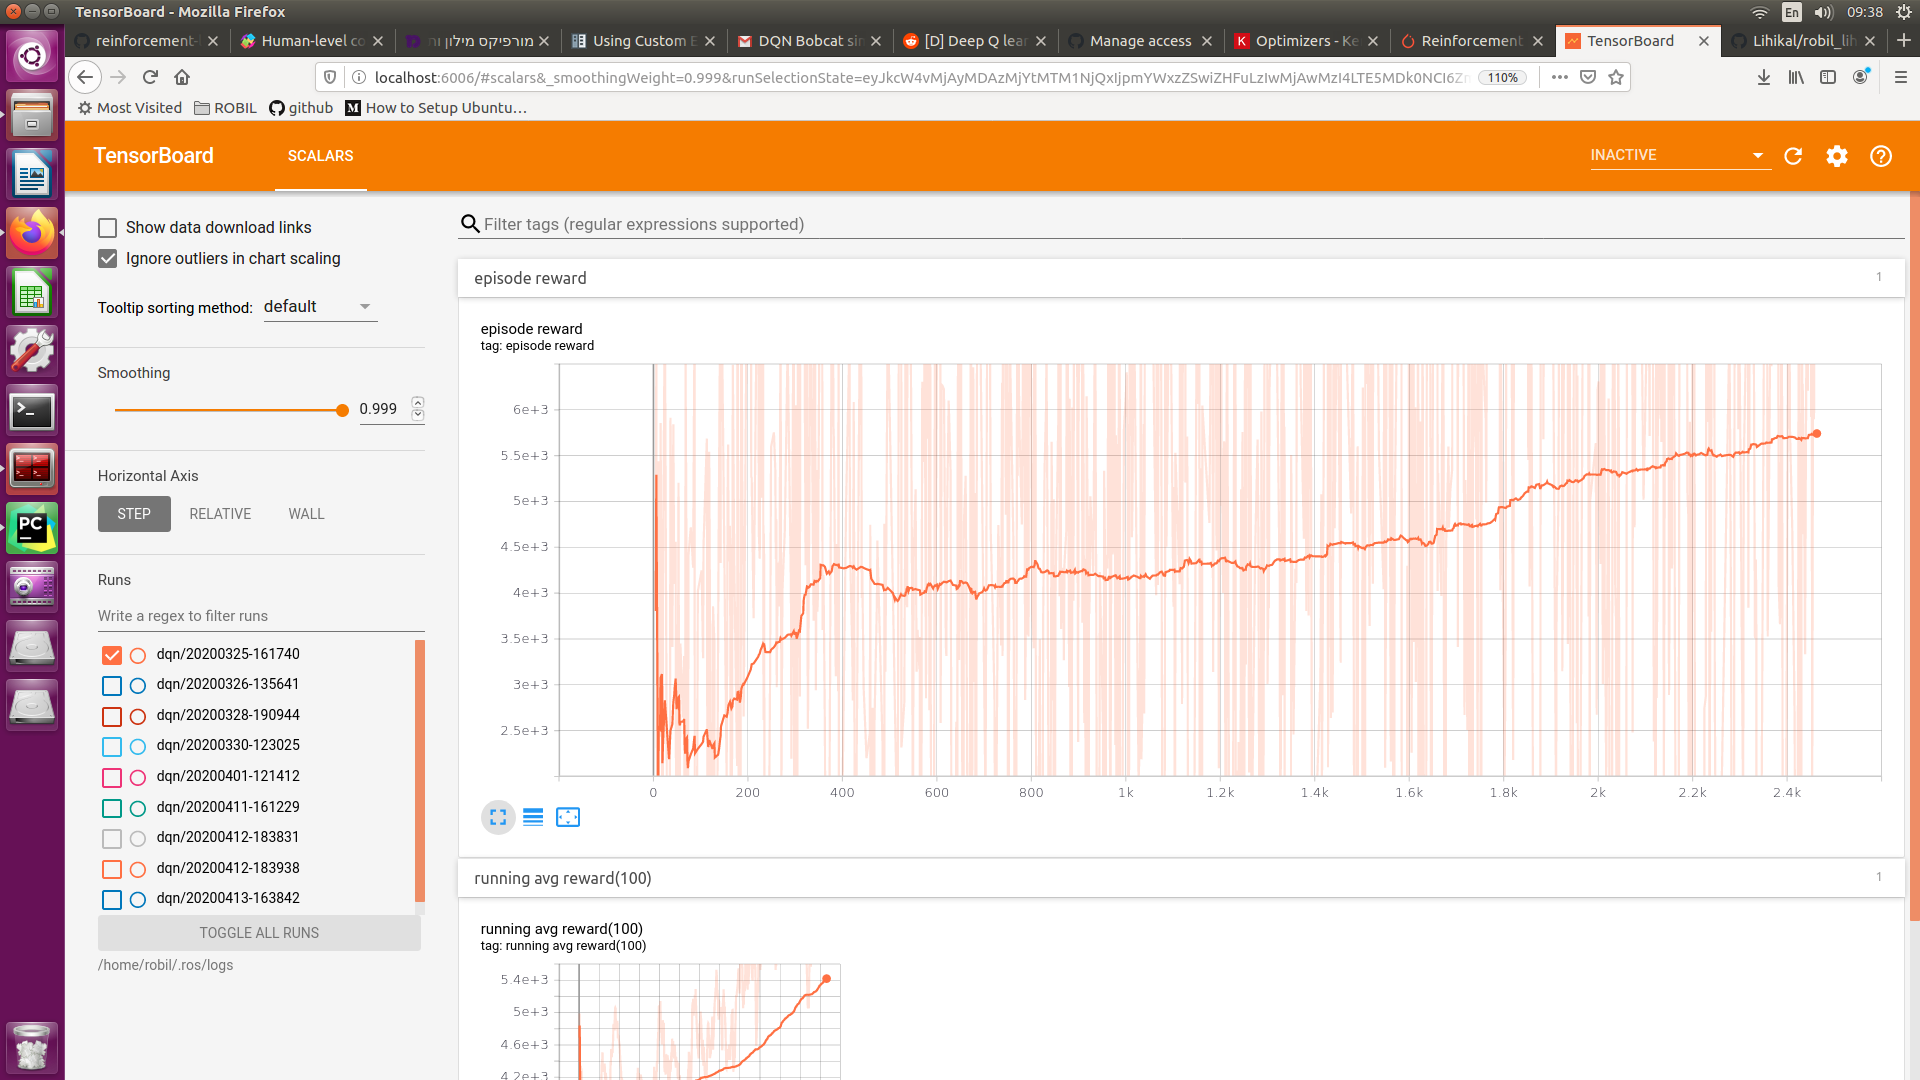 TensorBoard - Mozilla Firefox
En
09:38
reinforcement-
Human-level co
מורפיקס מילון וה
Using Custom E
DQN Bobcat sim
[D] Deep Q lear
Manage access
Optimizers - Ke
Reinforcement
TensorBoard
Lihikal/robil_lih
localhost:6006/#scalars&_smoothingWeight=0.999&runSelectionState=eyJkcW4vMjAyMDAzMjYtMTM1NjQxIjpmYWxzZSwiZHFuLzIwMjAwMzI4LTE5MDk0NCI6Zm
110%
Most Visited
ROBIL
github
M
How to Setup Ubuntu…
TensorBoard
SCALARS
INACTIVE
Show data download links
Ignore outliers in chart scaling
Tooltip sorting method:
default
Smoothing
0.999
Horizontal Axis
STEP
RELATIVE
WALL
Runs
Write a regex to filter runs
dqn/20200325-161740
dqn/20200326-135641
dqn/20200328-190944
dqn/20200330-123025
dqn/20200401-121412
dqn/20200411-161229
dqn/20200412-183831
dqn/20200412-183938
dqn/20200413-163842
TOGGLE ALL RUNS
/home/robil/.ros/logs
Filter tags (regular expressions supported)
episode reward
1
episode reward
tag: episode reward
6e+3
5.5e+3
5e+3
4.5e+3
4e+3
3.5e+3
3e+3
2.5e+3
0
200
400
600
800
1k
1.2k
1.4k
1.6k
1.8k
2k
2.2k
2.4k
running avg reward(100)
1
running avg reward(100)
tag: running avg reward(100)
5.4e+3
5e+3
4.6e+3
4.2e+3
PC